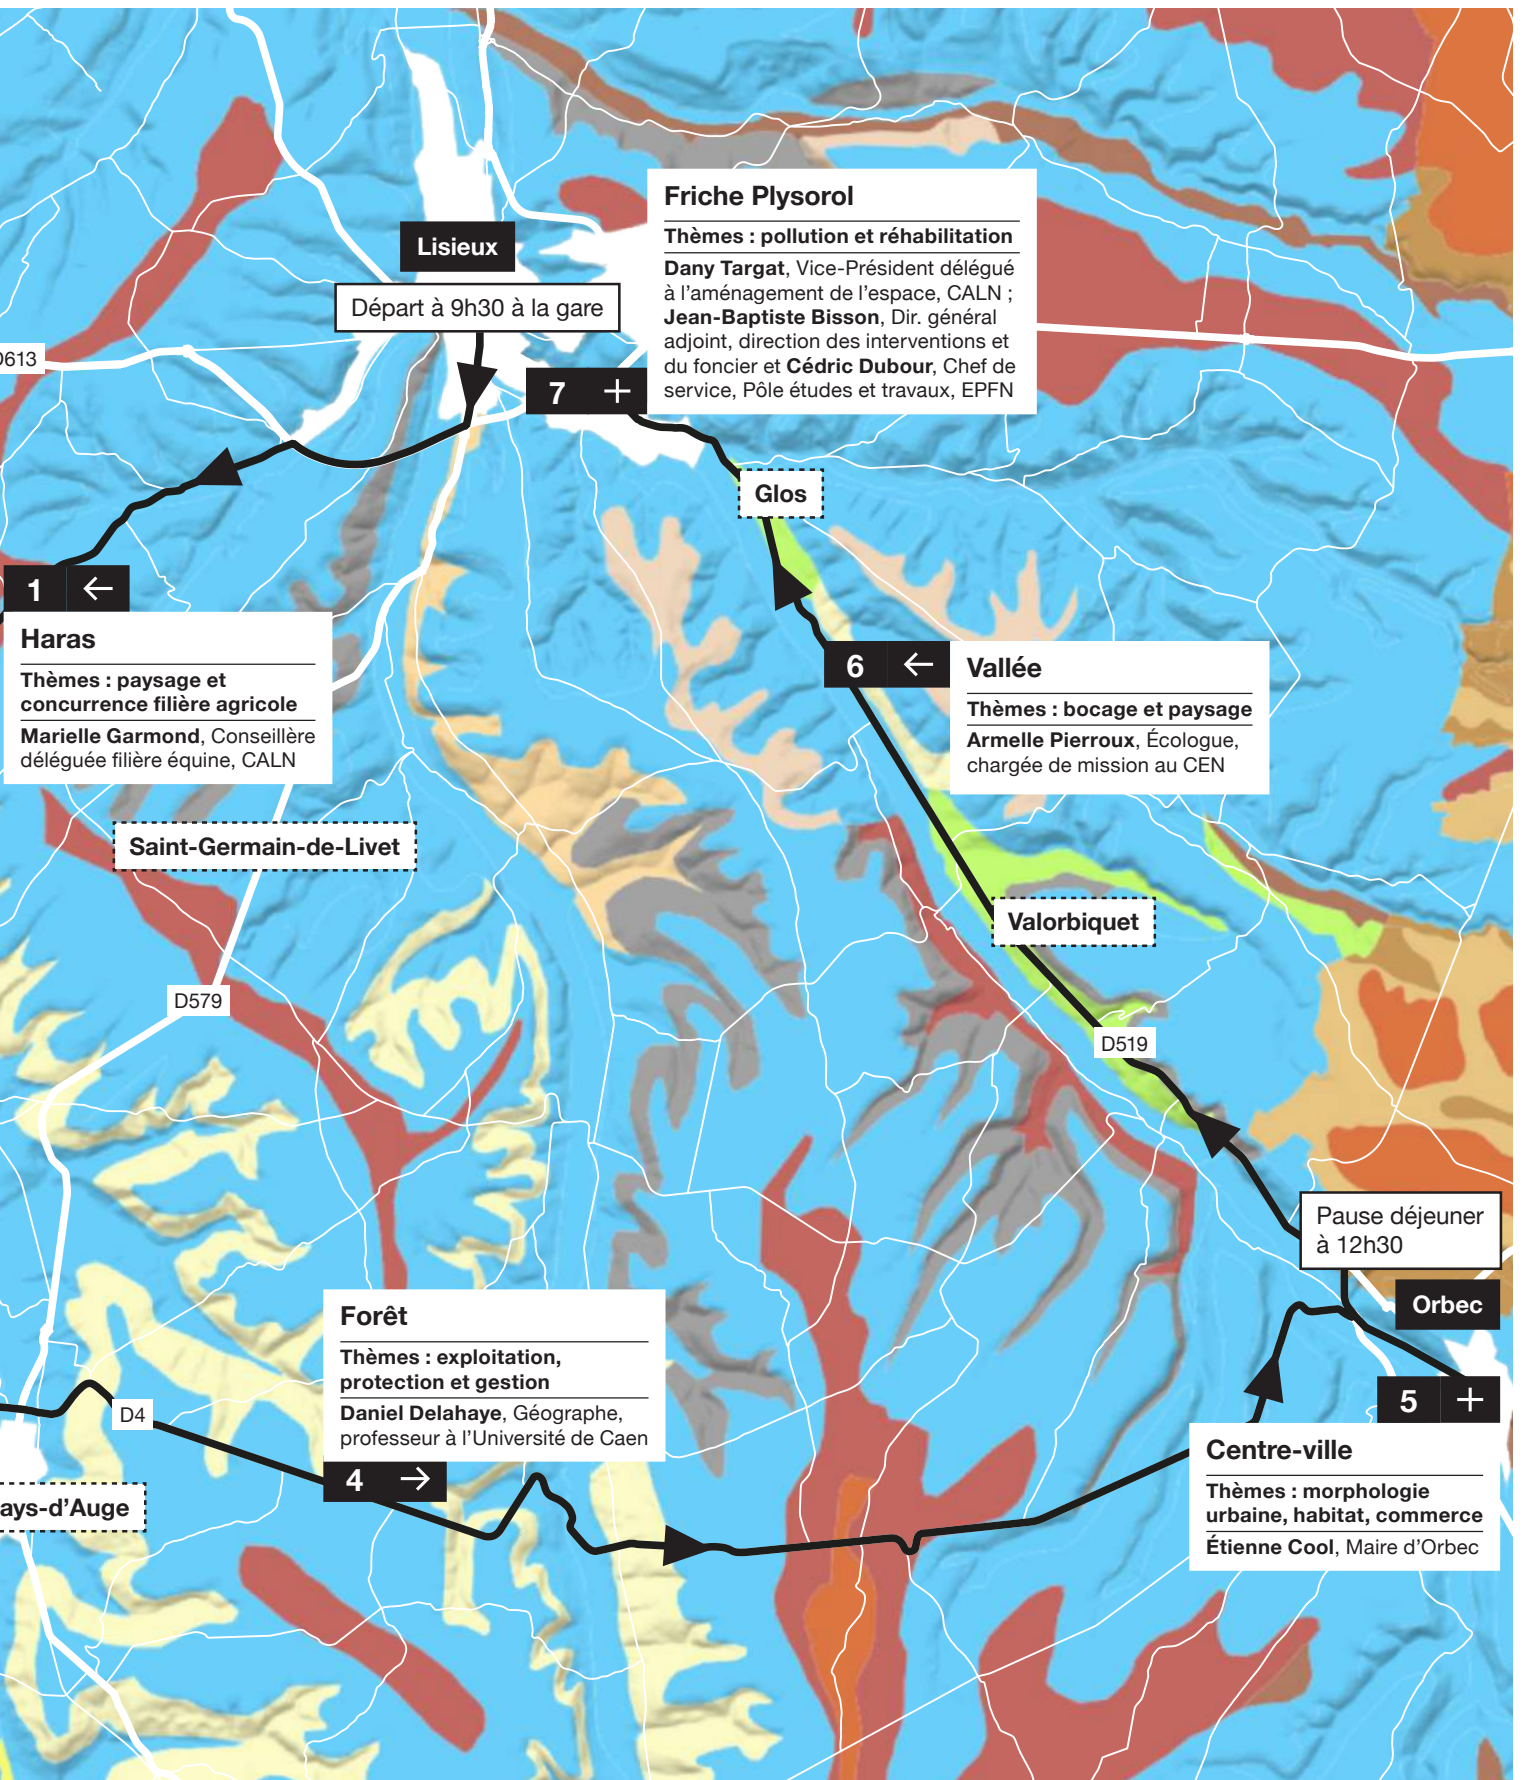 Friche Plysorol
Thèmes : pollution et réhabilitation
Dany Targat, Vice-Président délégué
à l'aménagement de l'espace, CALN ;
Jean-Baptiste Bisson, Dir. général
adjoint, direction des interventions et
du foncier et Cédric Dubour, Chef de
service, Pôle études et travaux, EPFN
Lisieux
Départ à 9h30 à la gare
D613
7 +
Glos
1 ←
Haras
Thèmes : paysage et
concurrence filière agricole
Marielle Garmond, Conseillère
déléguée filière équine, CALN
6 ←
Vallée
Thèmes : bocage et paysage
Armelle Pierroux, Écologue,
chargée de mission au CEN
Saint-Germain-de-Livet
Valorbiquet
D579
D519
Pause déjeuner
à 12h30
Orbec
Forêt
Thèmes : exploitation,
protection et gestion
Daniel Delahaye, Géographe,
professeur à l'Université de Caen
4 →
D4
5 +
Centre-ville
Thèmes : morphologie
urbaine, habitat, commerce
Étienne Cool, Maire d'Orbec
ays-d'Auge